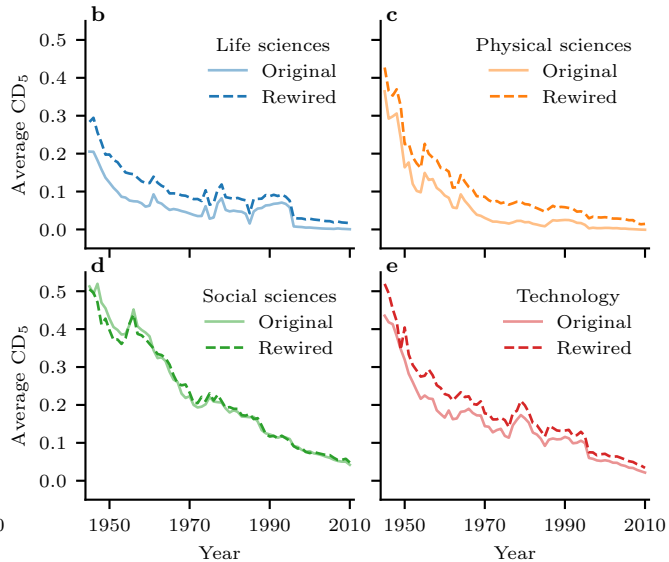 b
Life sciences
Original
Rewired
Average CD5
0.5
0.4
0.3
0.2
0.1
0.0
c
Physical sciences
Original
Rewired
d
Social sciences
Original
Rewired
Average CD5
0.5
0.4
0.3
0.2
0.1
0.0
1950
1970
1990
2010
Year
e
Technology
Original
Rewired
1950
1970
1990
2010
Year
0